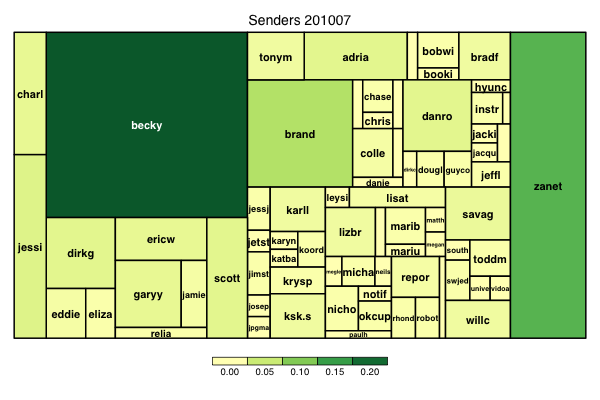 Senders 201007
charl
jessi
becky
dirkg
eddie
eliza
ericw
garyy
jamie
relia
scott
tonym
adria
bobwi
booki
bradf
brand
chase
chris
colle
danie
danro
dougl
guyco
hyunc
instr
jacki
jacqu
jeffl
jessj
jetst
jimst
josep
jpgma
karll
karyn
katba
koord
krysp
ksk.s
leysi
lisat
lizbr
marib
mariu
matth
megan
micha
neils
nicho
notif
okcup
paulh
repor
rhond
robot
savag
south
swjed
toddm
unive
vidoa
willc
zanet
0.00 0.05 0.10 0.15 0.20